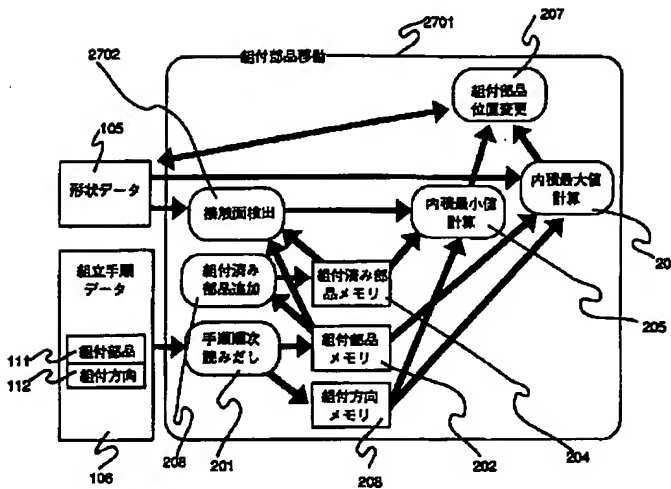 2701
207
組付部品移動
2702
組付部品
位置変更
105
形状データ
接触面検出
内積最小値
計算
内積最大値
計算
20
組立手順
データ
組付済み
部品追加
組付済み部
品メモリ
205
111
組付部品
112
組付方向
手順順次
読みだし
組付部品
メモリ
組付方向
メモリ
208
201
208
202
204
106